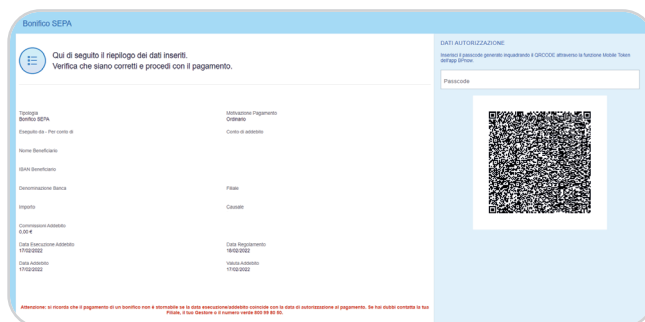 Bonifico SEPA
Qui di seguito il riepilogo dei dati inseriti.
Verifica che siano corretti e procedi con il pagamento.
Tipologia
Bonifico SEPA
Motivazione Pagamento
Ordinario
Eseguito da - Per conto di
Conto di addebito
Nome Beneficiario
IBAN Beneficiario
Denominazione Banca
Filiale
Importo
Causale
Commissioni Addebito
0,00 €
Data Esecuzione Addebito
17/02/2022
Data Regolamento
18/02/2022
Data Addebito
17/02/2022
Valuta Addebito
17/02/2022
Attenzione: si ricorda che il pagamento di un bonifico non è stornabile se la data esecuzione/addebito coincide con la data di autorizzazione al pagamento. Se hai dubbi contatta la tua
Filiale, il tuo Gestore o il numero verde 800 99 80 80.
DATI AUTORIZZAZIONE
Inserisci il passcode generato inquadrando il QRCODE attraverso la funzione Mobile Token
dell'app
Passcode